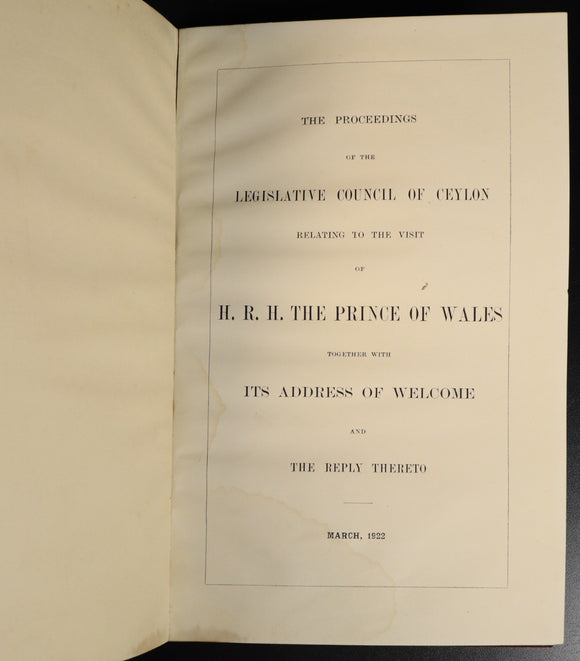 THE PROCEEDINGS
OF THE
LEGISLATIVE COUNCIL OF CEYLON
RELATING TO THE VISIT
OF
H. R. H. THE PRINCE OF WALES
TOGETHER WITH
ITS ADDRESS OF WELCOME
AND
THE REPLY THERETO
MARCH, 1922